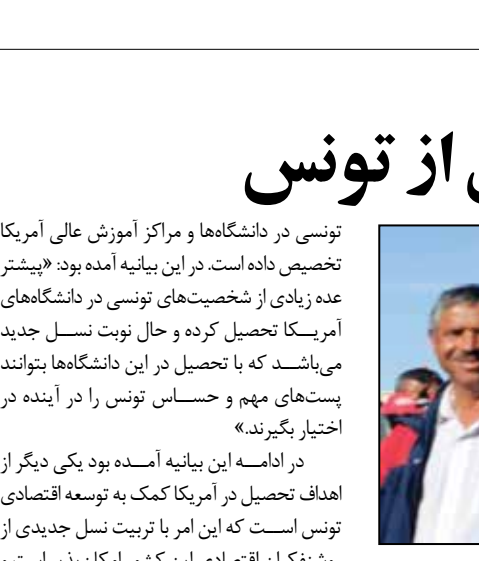 از تونس
تونسی در دانشگاه‌ها و مراکز آموزش عالی آمریکا
تخصیص داده است. در این بیانیه آمده بود: «پیشتر
عده زیادی از شخصیت‌های تونسی در دانشگاه‌های
آمریـــکا تحصیل کرده و حال نوبت نســـل جدید
می‌باشـــد که با تحصیل در این دانشگاه‌ها بتوانند
پست‌های مهم و حســـاس تونس را در آینده در
اختیار بگیرند.»
در ادامـــه این بیانیه آمـــده بود یکی دیگر از
اهداف تحصیل در آمریکا کمک به توسعه اقتصادی
تونس اســـت که این امر با تربیت نسل جدیدی از